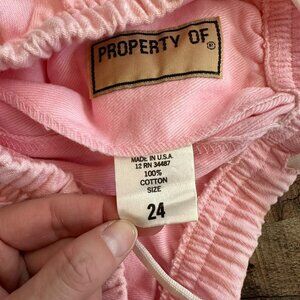 PROPERTY OF®
MADE IN U.S.A
12 RN 34487
100%
COTTON
SIZE
24